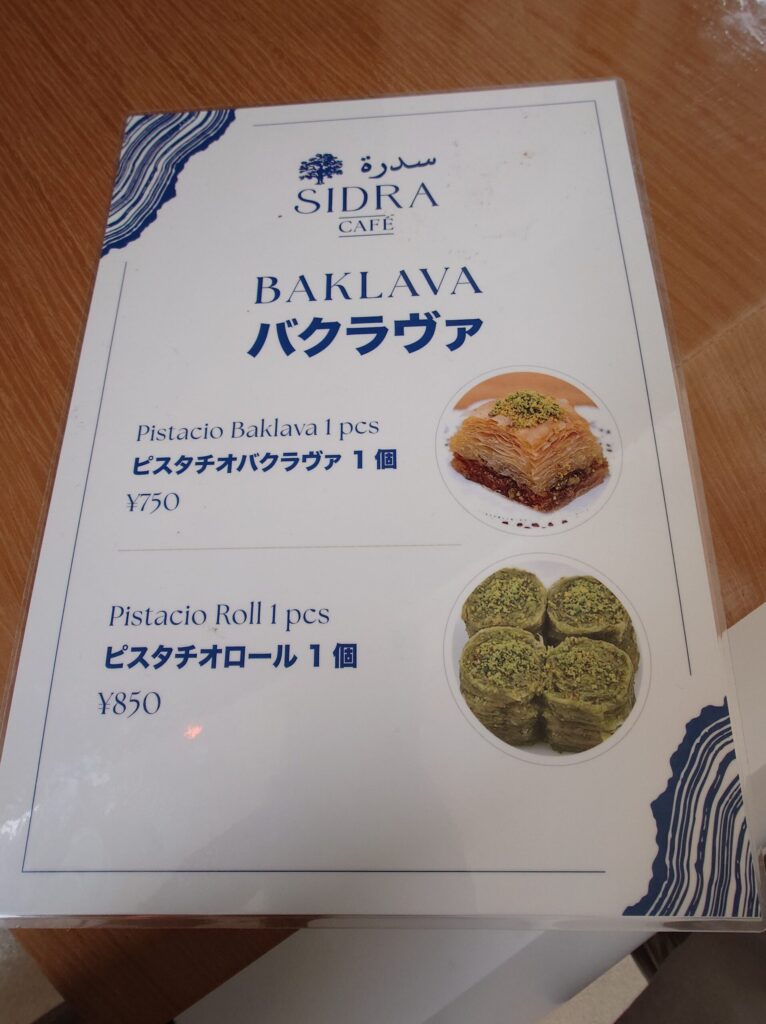 سدرة
SIDRA
CAFÉ
BAKLAVA
バクラヴァ
Pistacio Baklava 1 pcs
ピスタチオバクラヴァ 1 個
¥750
Pistacio Roll 1 pcs
ピスタチオロール 1 個
¥850